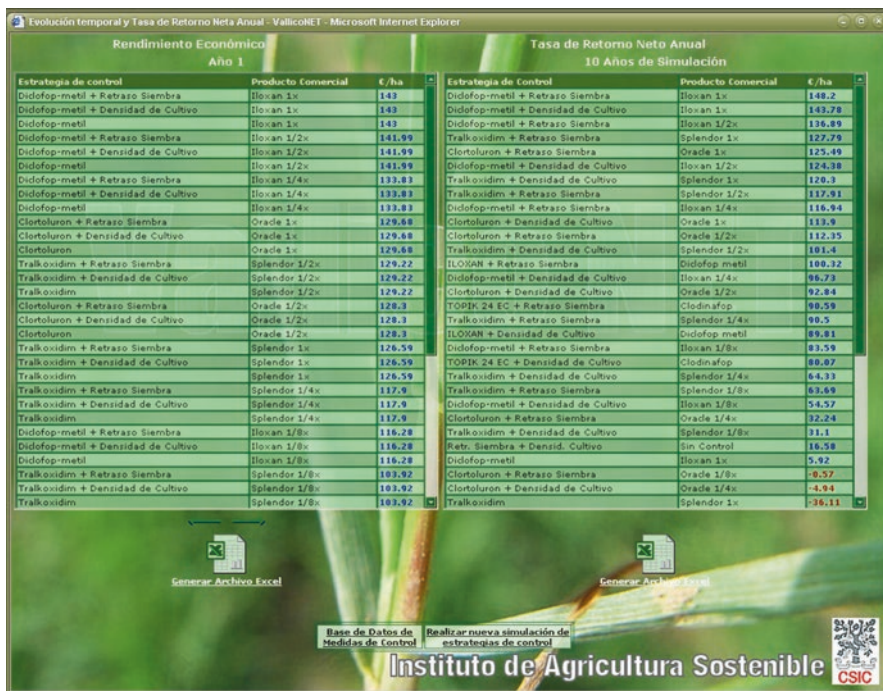 Evolución temporal y Tasa de Retorno Neta Anual - VallicoNET - Microsoft Internet Explorer
Rendimiento Económico
Año 1
Estrategia de control Producto Comercial €/ha
Diclofop-metil + Retraso Siembra Iloxan 1x 143
Diclofop-metil + Densidad de Cultivo Iloxan 1x 143
Diclofop-metil Iloxan 1x 143
Diclofop-metil + Retraso Siembra Iloxan 1/2x 141.99
Diclofop-metil + Densidad de Cultivo Iloxan 1/2x 141.99
Diclofop-metil Iloxan 1/2x 141.99
Diclofop-metil + Retraso Siembra Iloxan 1/4x 133.83
Diclofop-metil + Densidad de Cultivo Iloxan 1/4x 133.83
Diclofop-metil Iloxan 1/4x 133.83
Clortoluron + Retraso Siembra Oracle 1x 129.68
Clortoluron + Densidad de Cultivo Oracle 1x 129.68
Clortoluron Oracle 1x 129.68
Tralkoxidim + Retraso Siembra Splendor 1/2x 129.22
Tralkoxidim + Densidad de Cultivo Splendor 1/2x 129.22
Tralkoxidim Splendor 1/2x 129.22
Clortoluron + Retraso Siembra Oracle 1/2x 128.3
Clortoluron + Densidad de Cultivo Oracle 1/2x 128.3
Clortoluron Oracle 1/2x 128.3
Tralkoxidim + Retraso Siembra Splendor 1x 126.59
Tralkoxidim + Densidad de Cultivo Splendor 1x 126.59
Tralkoxidim Splendor 1x 126.59
Tralkoxidim + Retraso Siembra Splendor 1/4x 117.9
Tralkoxidim + Densidad de Cultivo Splendor 1/4x 117.9
Tralkoxidim Splendor 1/4x 117.9
Diclofop-metil + Retraso Siembra Iloxan 1/8x 116.28
Diclofop-metil + Densidad de Cultivo Iloxan 1/8x 116.28
Diclofop-metil Iloxan 1/8x 116.28
Tralkoxidim + Retraso Siembra Splendor 1/8x 103.92
Tralkoxidim + Densidad de Cultivo Splendor 1/8x 103.92
Tralkoxidim Splendor 1/8x 103.92
Generar Archivo Excel
Tasa de Retorno Neto Anual
10 Años de Simulación
Estrategia de Control Producto Comercial €/ha
Diclofop-metil + Retraso Siembra Iloxan 1x 148.2
Diclofop-metil + Densidad de Cultivo Iloxan 1x 143.78
Diclofop-metil + Retraso Siembra Iloxan 1/2x 136.89
Tralkoxidim + Retraso Siembra Splendor 1x 127.79
Clortoluron + Retraso Siembra Oracle 1x 125.49
Diclofop-metil + Densidad de Cultivo Iloxan 1/2x 124.38
Tralkoxidim + Densidad de Cultivo Splendor 1x 120.3
Tralkoxidim + Retraso Siembra Splendor 1/2x 117.91
Diclofop-metil + Retraso Siembra Iloxan 1/4x 116.94
Clortoluron + Densidad de Cultivo Oracle 1x 113.9
Clortoluron + Retraso Siembra Oracle 1/2x 112.35
Tralkoxidim + Densidad de Cultivo Splendor 1/2x 101.4
ILOXAN + Retraso Siembra Diclofop metil 100.32
Diclofop-metil + Densidad de Cultivo Iloxan 1/4x 96.73
Clortoluron + Densidad de Cultivo Oracle 1/2x 92.84
TOPIK 24 EC + Retraso Siembra Clodinafop 90.59
Tralkoxidim + Retraso Siembra Splendor 1/4x 90.5
ILOXAN + Densidad de Cultivo Diclofop metil 89.81
Diclofop-metil + Retraso Siembra Iloxan 1/8x 83.59
TOPIK 24 EC + Densidad de Cultivo Clodinafop 80.07
Tralkoxidim + Densidad de Cultivo Splendor 1/4x 64.33
Tralkoxidim + Retraso Siembra Splendor 1/8x 63.69
Diclofop-metil + Densidad de Cultivo Iloxan 1/8x 54.57
Clortoluron + Retraso Siembra Oracle 1/4x 32.24
Tralkoxidim + Densidad de Cultivo Splendor 1/8x 31.1
Retr. Siembra + Densid. Cultivo Sin Control 16.58
Diclofop-metil Iloxan 1x 5.92
Clortoluron + Retraso Siembra Oracle 1/8x -0.57
Clortoluron + Densidad de Cultivo Oracle 1/4x -4.94
Tralkoxidim Splendor 1x -36.11
Generar Archivo Excel
Base de Datos de
Medidas de Control
Realizar nueva simulación de
estrategias de control
Instituto de Agricultura Sostenible
CSIC